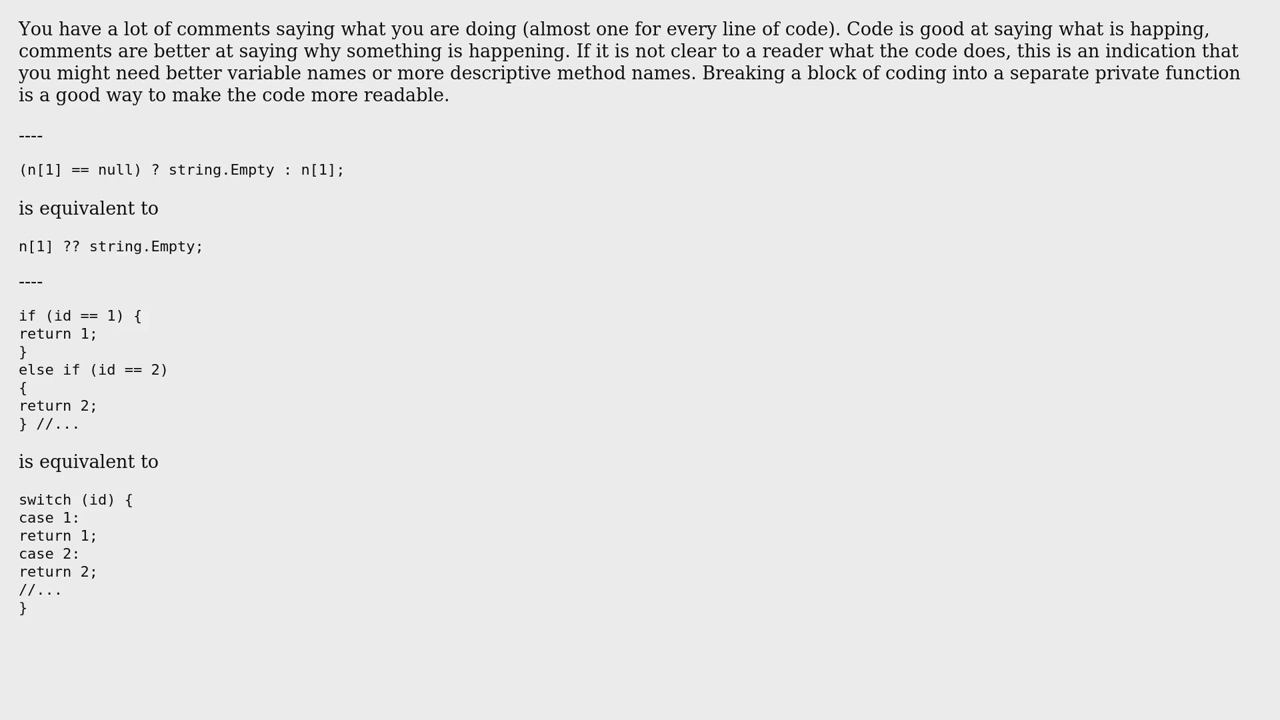 You have a lot of comments saying what you are doing (almost one for every line of code). Code is good at saying what is happing,
comments are better at saying why something is happening. If it is not clear to a reader what the code does, this is an indication that
you might need better variable names or more descriptive method names. Breaking a block of coding into a separate private function
is a good way to make the code more readable.
----
(n[1] == null) ? string.Empty : n[1];
is equivalent to
n[1] ?? string.Empty;
----
if (id == 1) {
return 1;
}
else if (id == 2)
{
return 2;
} //...
is equivalent to
switch (id) {
case 1:
return 1;
case 2:
return 2;
//...
}